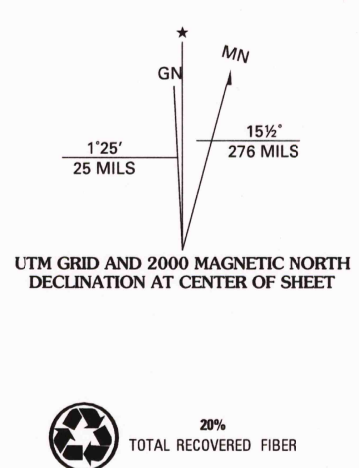 ★
MN
GN
15½°
1°25′
276 MILS
25 MILS
UTM GRID AND 2000 MAGNETIC NORTH
DECLINATION AT CENTER OF SHEET
20%
TOTAL RECOVERED FIBER